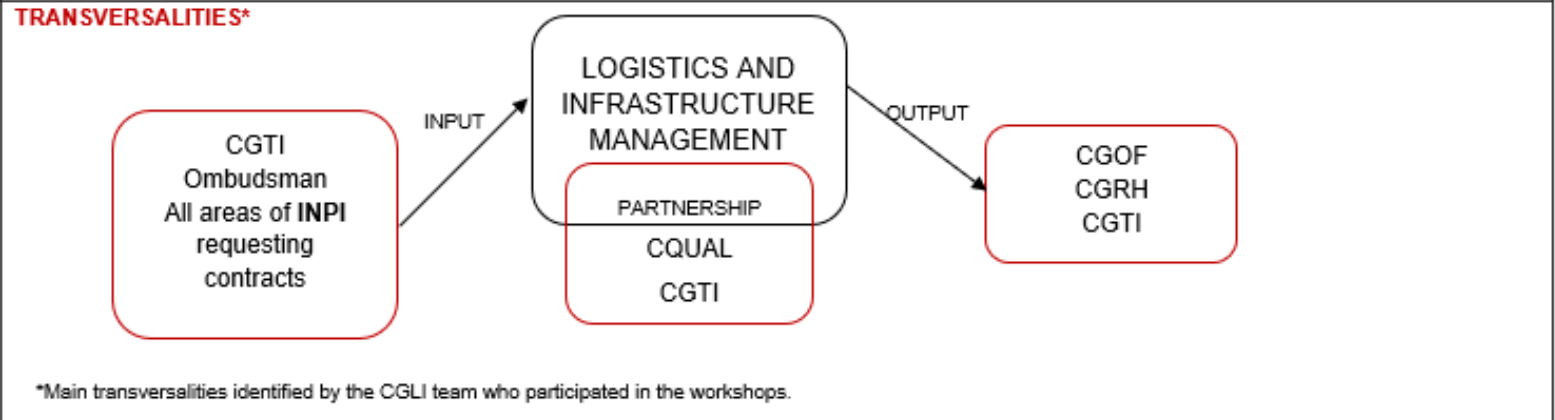 TRANSVERSALITIES*
LOGISTICS AND
INFRASTRUCTURE
MANAGEMENT
INPUT
OUTPUT
CGTI
Ombudsman
All areas of INPI
requesting
contracts
PARTNERSHIP
CQUAL
CGTI
CGOF
CGRH
CGTI
*Main transversalities identified by the CGLI team who participated in the workshops.